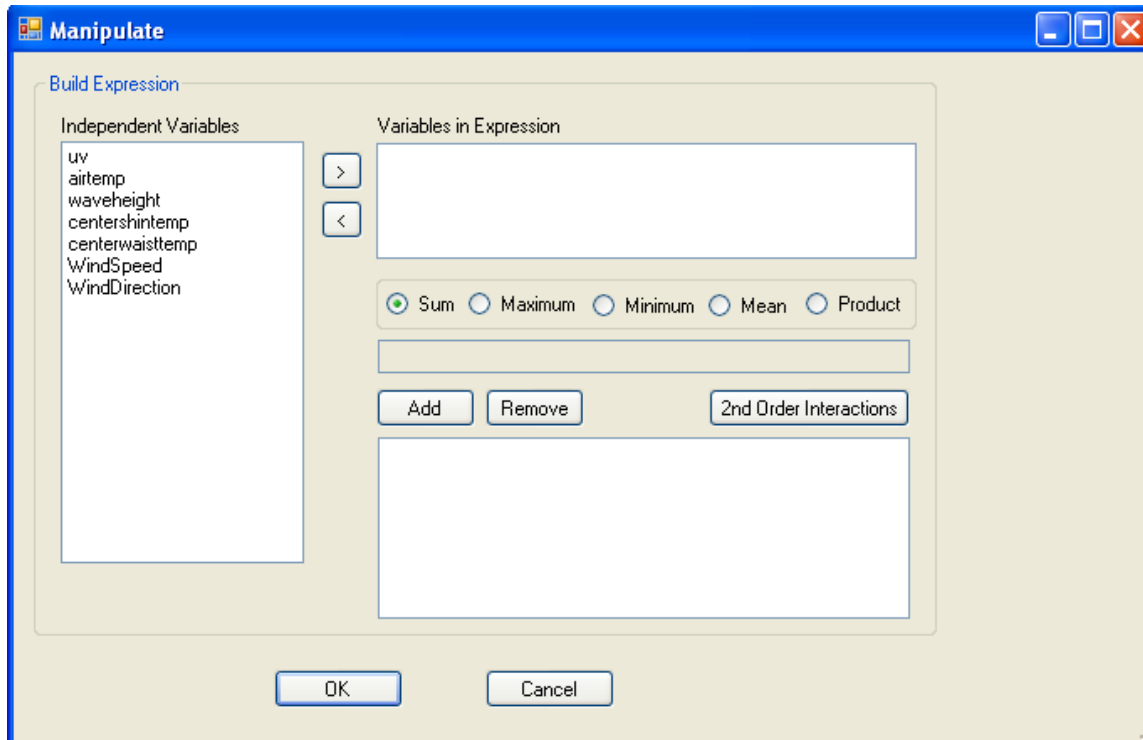 Manipulate
Build Expression
Independent Variables
uv
airtemp
waveheight
centershintemp
centerwaisttemp
WindSpeed
WindDirection
>
<
Variables in Expression
Sum Maximum Minimum Mean Product
Add Remove 2nd Order Interactions
OK Cancel